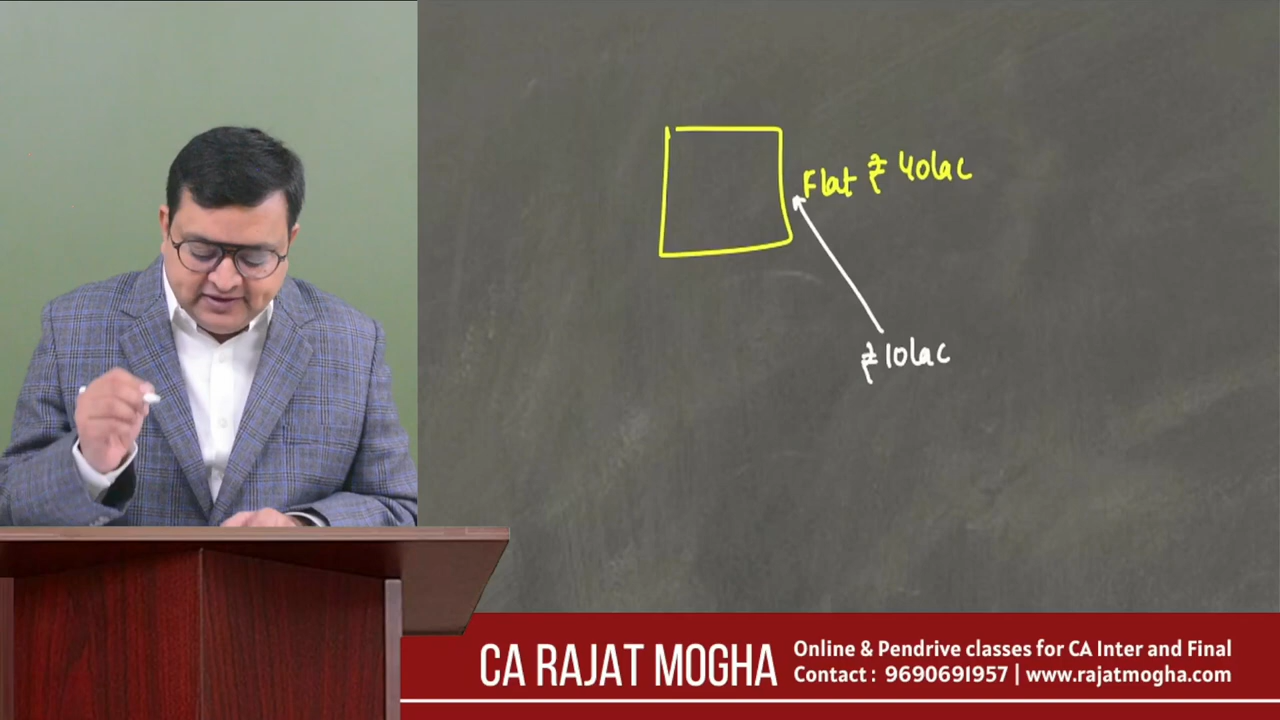 Flat ₹ 40lac
₹ 10lac
CA RAJAT MOGHA
Online & Pendrive classes for CA Inter and Final
Contact : 9690691957 | www.rajatmogha.com